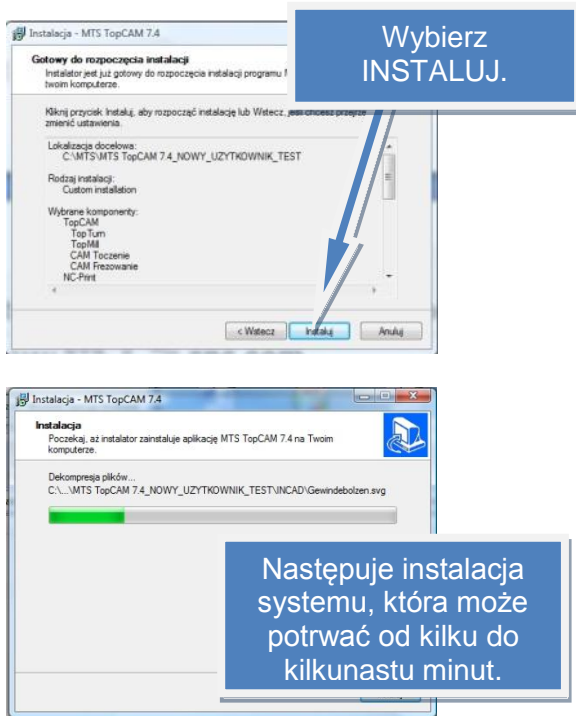 Instalacja - MTS TopCAM 7.4
Wybierz
INSTALUJ.
Gotowy do rozpoczęcia instalacji
Instalator jest już gotowy do rozpoczęcia instalacji programu
twoim komputerze.
Kliknij przycisk Instaluj, aby rozpocząć instalację lub Wstecz, jeśli chcesz przejrzeć
zmienić ustawienia.
Lokalizacja docelowa:
C:\MTS\MTS TopCAM 7.4_NOWY_UZYTKOWNIK_TEST
Rodzaj instalacji:
Custom installation
Wybrane komponenty:
TopCAM
TopTurn
TopMill
CAM Toczenie
CAM Frezowanie
NC-Print
< Wstecz Instaluj Anuluj
Instalacja - MTS TopCAM 7.4
Instalacja
Poczekaj, aż instalator zainstaluje aplikację MTS TopCAM 7.4 na Twoim
komputerze.
Dekompresja plików...
C:\...\MTS TopCAM 7.4_NOWY_UZYTKOWNIK_TEST\INCAD\Gewindebolzen.svg
Następuje instalacja
systemu, która może
potrwać od kilku do
kilkunastu minut.